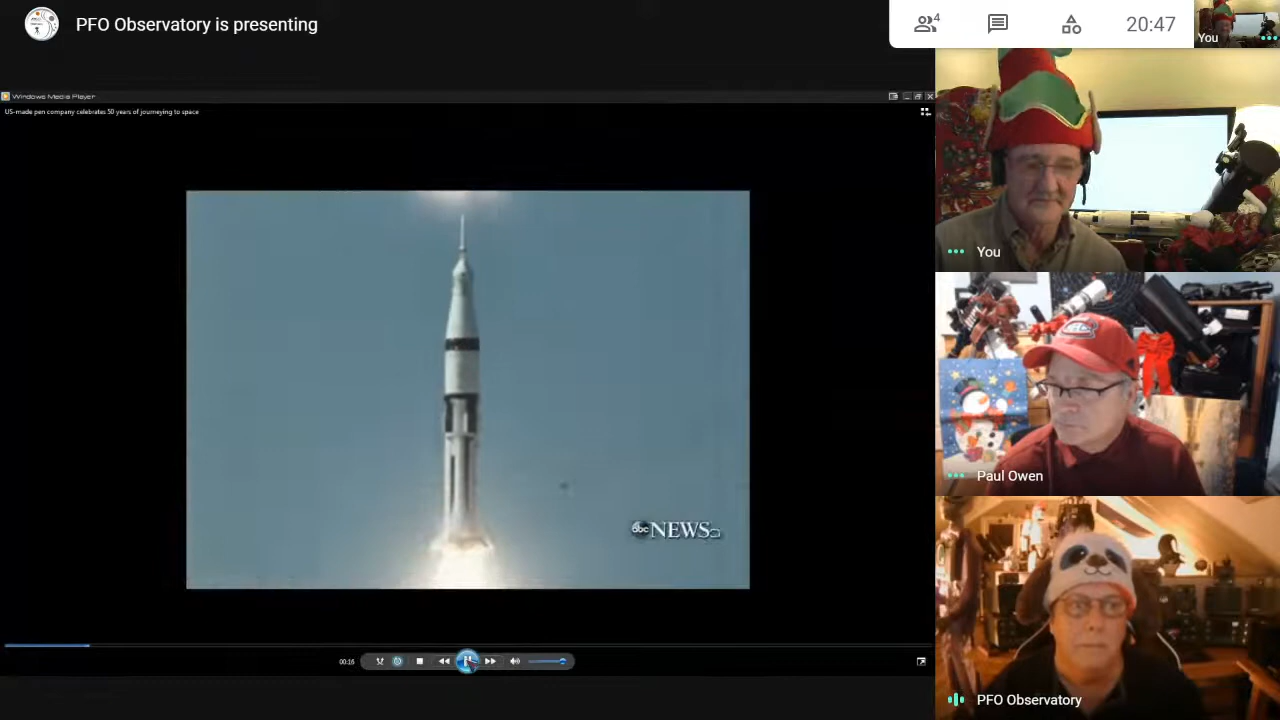 PFO Observatory is presenting
4
20:47
You
Windows Media Player
US-made pen company celebrates 50 years of journeying to space
You
abc NEWS
Paul Owen
00:16
PFO Observatory